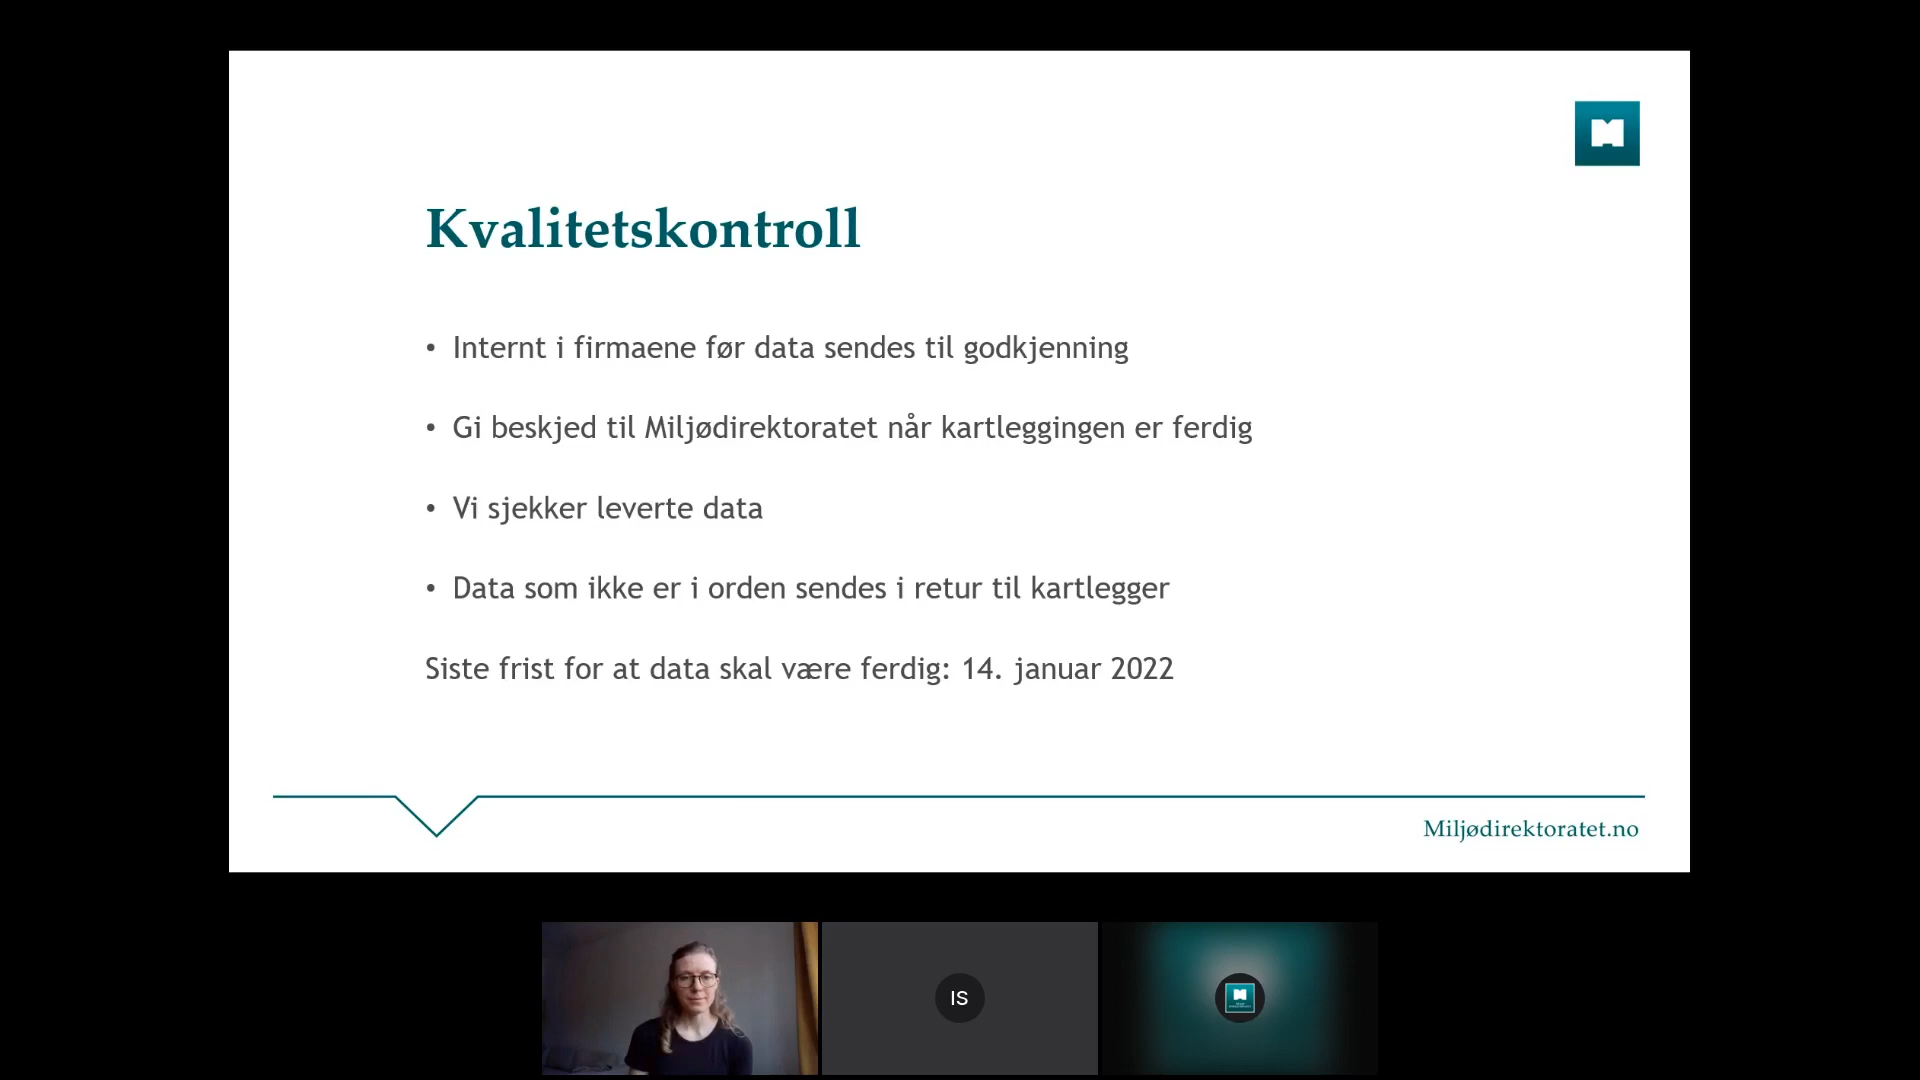 Kvalitetskontroll
• Internt i firmaene før data sendes til godkjenning
• Gi beskjed til Miljødirektoratet når kartleggingen er ferdig
• Vi sjekker leverte data
• Data som ikke er i orden sendes i retur til kartlegger
Siste frist for at data skal være ferdig: 14. januar 2022
Miljødirektoratet.no
IS